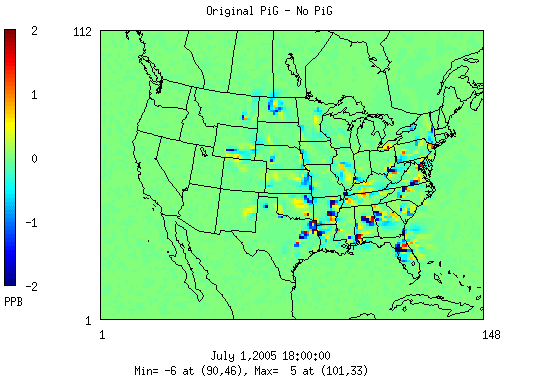 Original PiG - No PiG
112
2
1
0
-1
-2
PPB
1
1
148
July 1,2005 18:00:00
Min= -6 at (90,46), Max=  5 at (101,33)